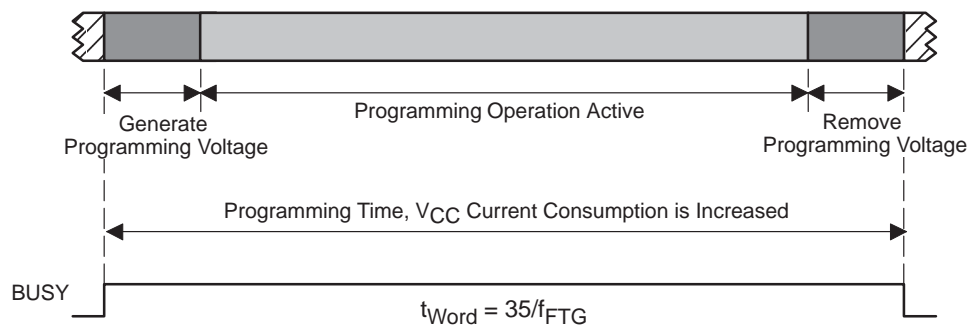 Generate
Programming Voltage
Programming Operation Active
Remove
Programming Voltage
Programming Time, VCC Current Consumption is Increased
BUSY
tWord = 35/fFTG